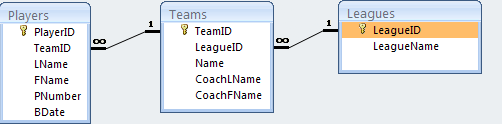 Players
PlayerID
TeamID
LName
FName
PNumber
BDate
∞
1
Teams
TeamID
LeagueID
Name
CoachLName
CoachFName
∞
1
Leagues
LeagueID
LeagueName